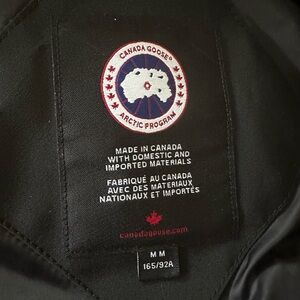 CANADA GOOSE
ARCTIC PROGRAM
MADE IN CANADA
WITH DOMESTIC AND
IMPORTED MATERIALS
FABRIQUÉ AU CANADA
AVEC DES MATERIAUX
NATIONAUX ET IMPORTÉS
canadagoose.com
M M
165/92A